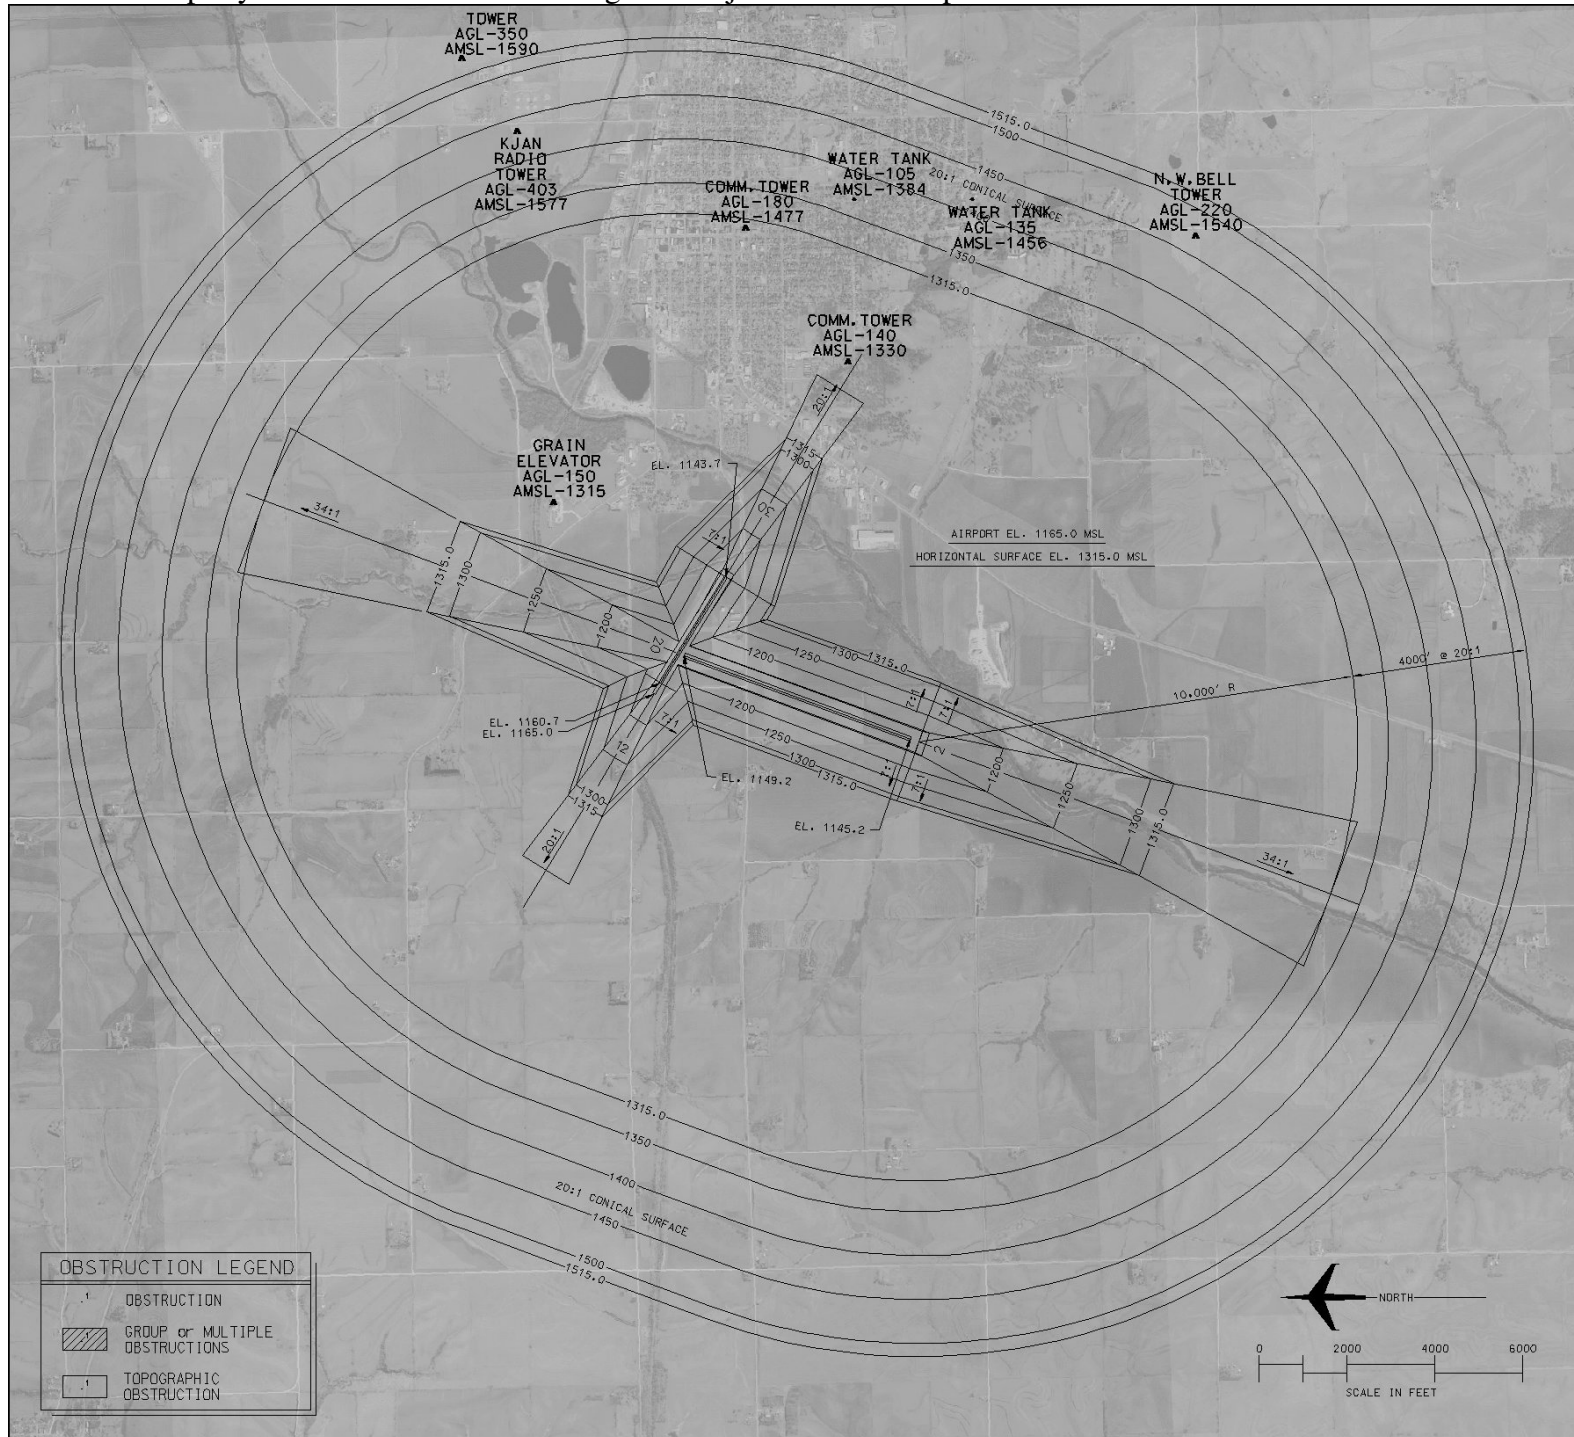 TOWER
AGL-350
AMSL-1590
KJAN
RADIO
TOWER
AGL-403
AMSL-1577
COMM.TOWER
AGL-180
AMSL-1477
WATER TANK
AGL-105
AMSL-1384
1515.0
1500
1450
20:1 CONICAL SURFACE
WATER TANK
AGL-135
AMSL-1456
N.W.BELL
TOWER
AGL-220
AMSL-1540
1350
1315.0
COMM.TOWER
AGL-140
AMSL-1330
20:1
1315
1300
GRAIN
ELEVATOR
AGL-150
AMSL-1315
EL. 1143.7
30
7:1
34:1
1315.0
1300
1250
1200
20
AIRPORT EL. 1165.0 MSL
HORIZONTAL SURFACE EL. 1315.0 MSL
1200
1250
1300
1315.0
4000' @ 20:1
10,000' R
7:1
7:1
EL. 1160.7
EL. 1165.0
7:1
12
1200
1250
1300
1315.0
2
1200
1250
1300
1315.0
7:1
7:1
EL. 1149.2
EL. 1145.2
1300
1315
20:1
34:1
1315.0
1350
1400
20:1 CONICAL SURFACE
1450
1500
1515.0
OBSTRUCTION LEGEND
.1 OBSTRUCTION
.1 GROUP or MULTIPLE
OBSTRUCTIONS
.1 TOPOGRAPHIC
OBSTRUCTION
NORTH
0 2000 4000 6000
SCALE IN FEET